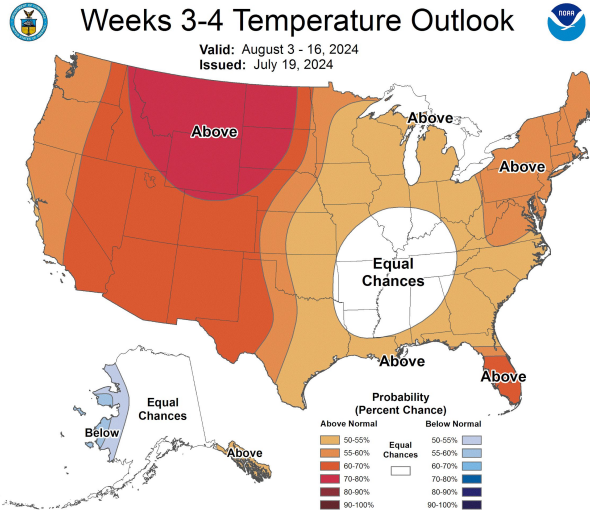 Weeks 3-4 Temperature Outlook
Valid: August 3 - 16, 2024
Issued: July 19, 2024
NOAA
Above
Above
Above
Equal
Chances
Above
Above
Equal
Chances
Below
Above
Probability
(Percent Chance)
Above Normal
Below Normal
50-55%
55-60%
60-70%
70-80%
80-90%
90-100%
Equal
Chances
50-55%
55-60%
60-70%
70-80%
80-90%
90-100%